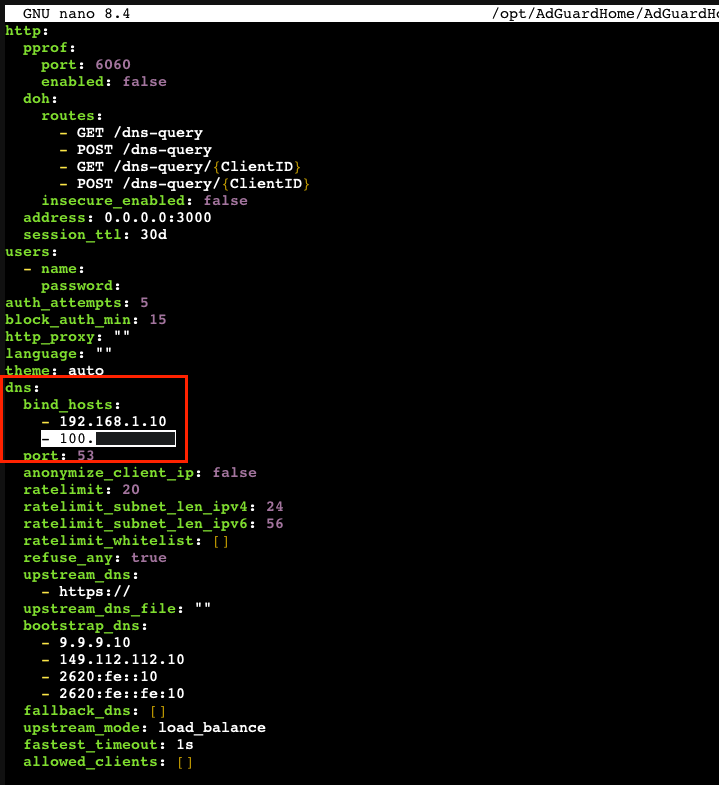 GNU nano 8.4 /opt/AdGuardHome/AdGuardHo
http:
  pprof:
    port: 6060
    enabled: false
  doh:
    routes:
      - GET /dns-query
      - POST /dns-query
      - GET /dns-query/{ClientID}
      - POST /dns-query/{ClientID}
    insecure_enabled: false
  address: 0.0.0.0:3000
  session_ttl: 30d
users:
  - name:
    password:
auth_attempts: 5
block_auth_min: 15
http_proxy: ""
language: ""
theme: auto
dns:
  bind_hosts:
    - 192.168.1.10
    - 100.
  port: 53
  anonymize_client_ip: false
  ratelimit: 20
  ratelimit_subnet_len_ipv4: 24
  ratelimit_subnet_len_ipv6: 56
  ratelimit_whitelist: []
  refuse_any: true
  upstream_dns:
    - https://
  upstream_dns_file: ""
  bootstrap_dns:
    - 9.9.9.10
    - 149.112.112.10
    - 2620:fe::10
    - 2620:fe::fe:10
  fallback_dns: []
  upstream_mode: load_balance
  fastest_timeout: 1s
  allowed_clients: []